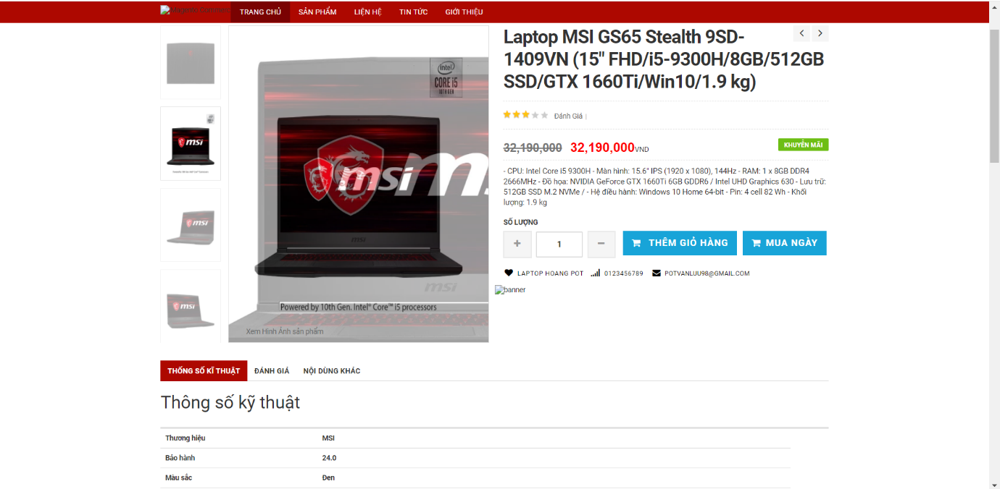 TRANG CHỦ SẢN PHẨM LIÊN HỆ TIN TỨC GIỚI THIỆU
Laptop MSI GS65 Stealth 9SD-
1409VN (15" FHD/i5-9300H/8GB/512GB
SSD/GTX 1660Ti/Win10/1.9 kg)
Đánh Giá |
32,190,000 32,190,000VND
KHUYẾN MÃI
- CPU: Intel Core i5 9300H - Màn hình: 15.6" IPS (1920 x 1080), 144Hz - RAM: 1 x 8GB DDR4
2666MHz - Đồ họa: NVIDIA GeForce GTX 1660Ti 6GB GDDR6 / Intel UHD Graphics 630 - Lưu trữ:
512GB SSD M.2 NVMe / - Hệ điều hành: Windows 10 Home 64-bit - Pin: 4 cell 82 Wh - Khối
lượng: 1.9 kg
SỐ LƯỢNG
+ 1 − THÊM GIỎ HÀNG MUA NGÀY
LAPTOP HOANG POT 0123456789 POTVANLUU98@GMAIL.COM
banner
intel
CORE i5
10TH GEN
msi
msi
msi
msi
msi
msi
msi
Powered by 10th Gen. Intel® Core™ i5 processors
Xem Hình Ảnh sản phẩm
THÔNG SỐ KĨ THUẬT ĐÁNH GIÁ NỘI DÙNG KHÁC
Thông số kỹ thuật
Thương hiệu MSI
Bảo hành 24.0
Màu sắc Đen